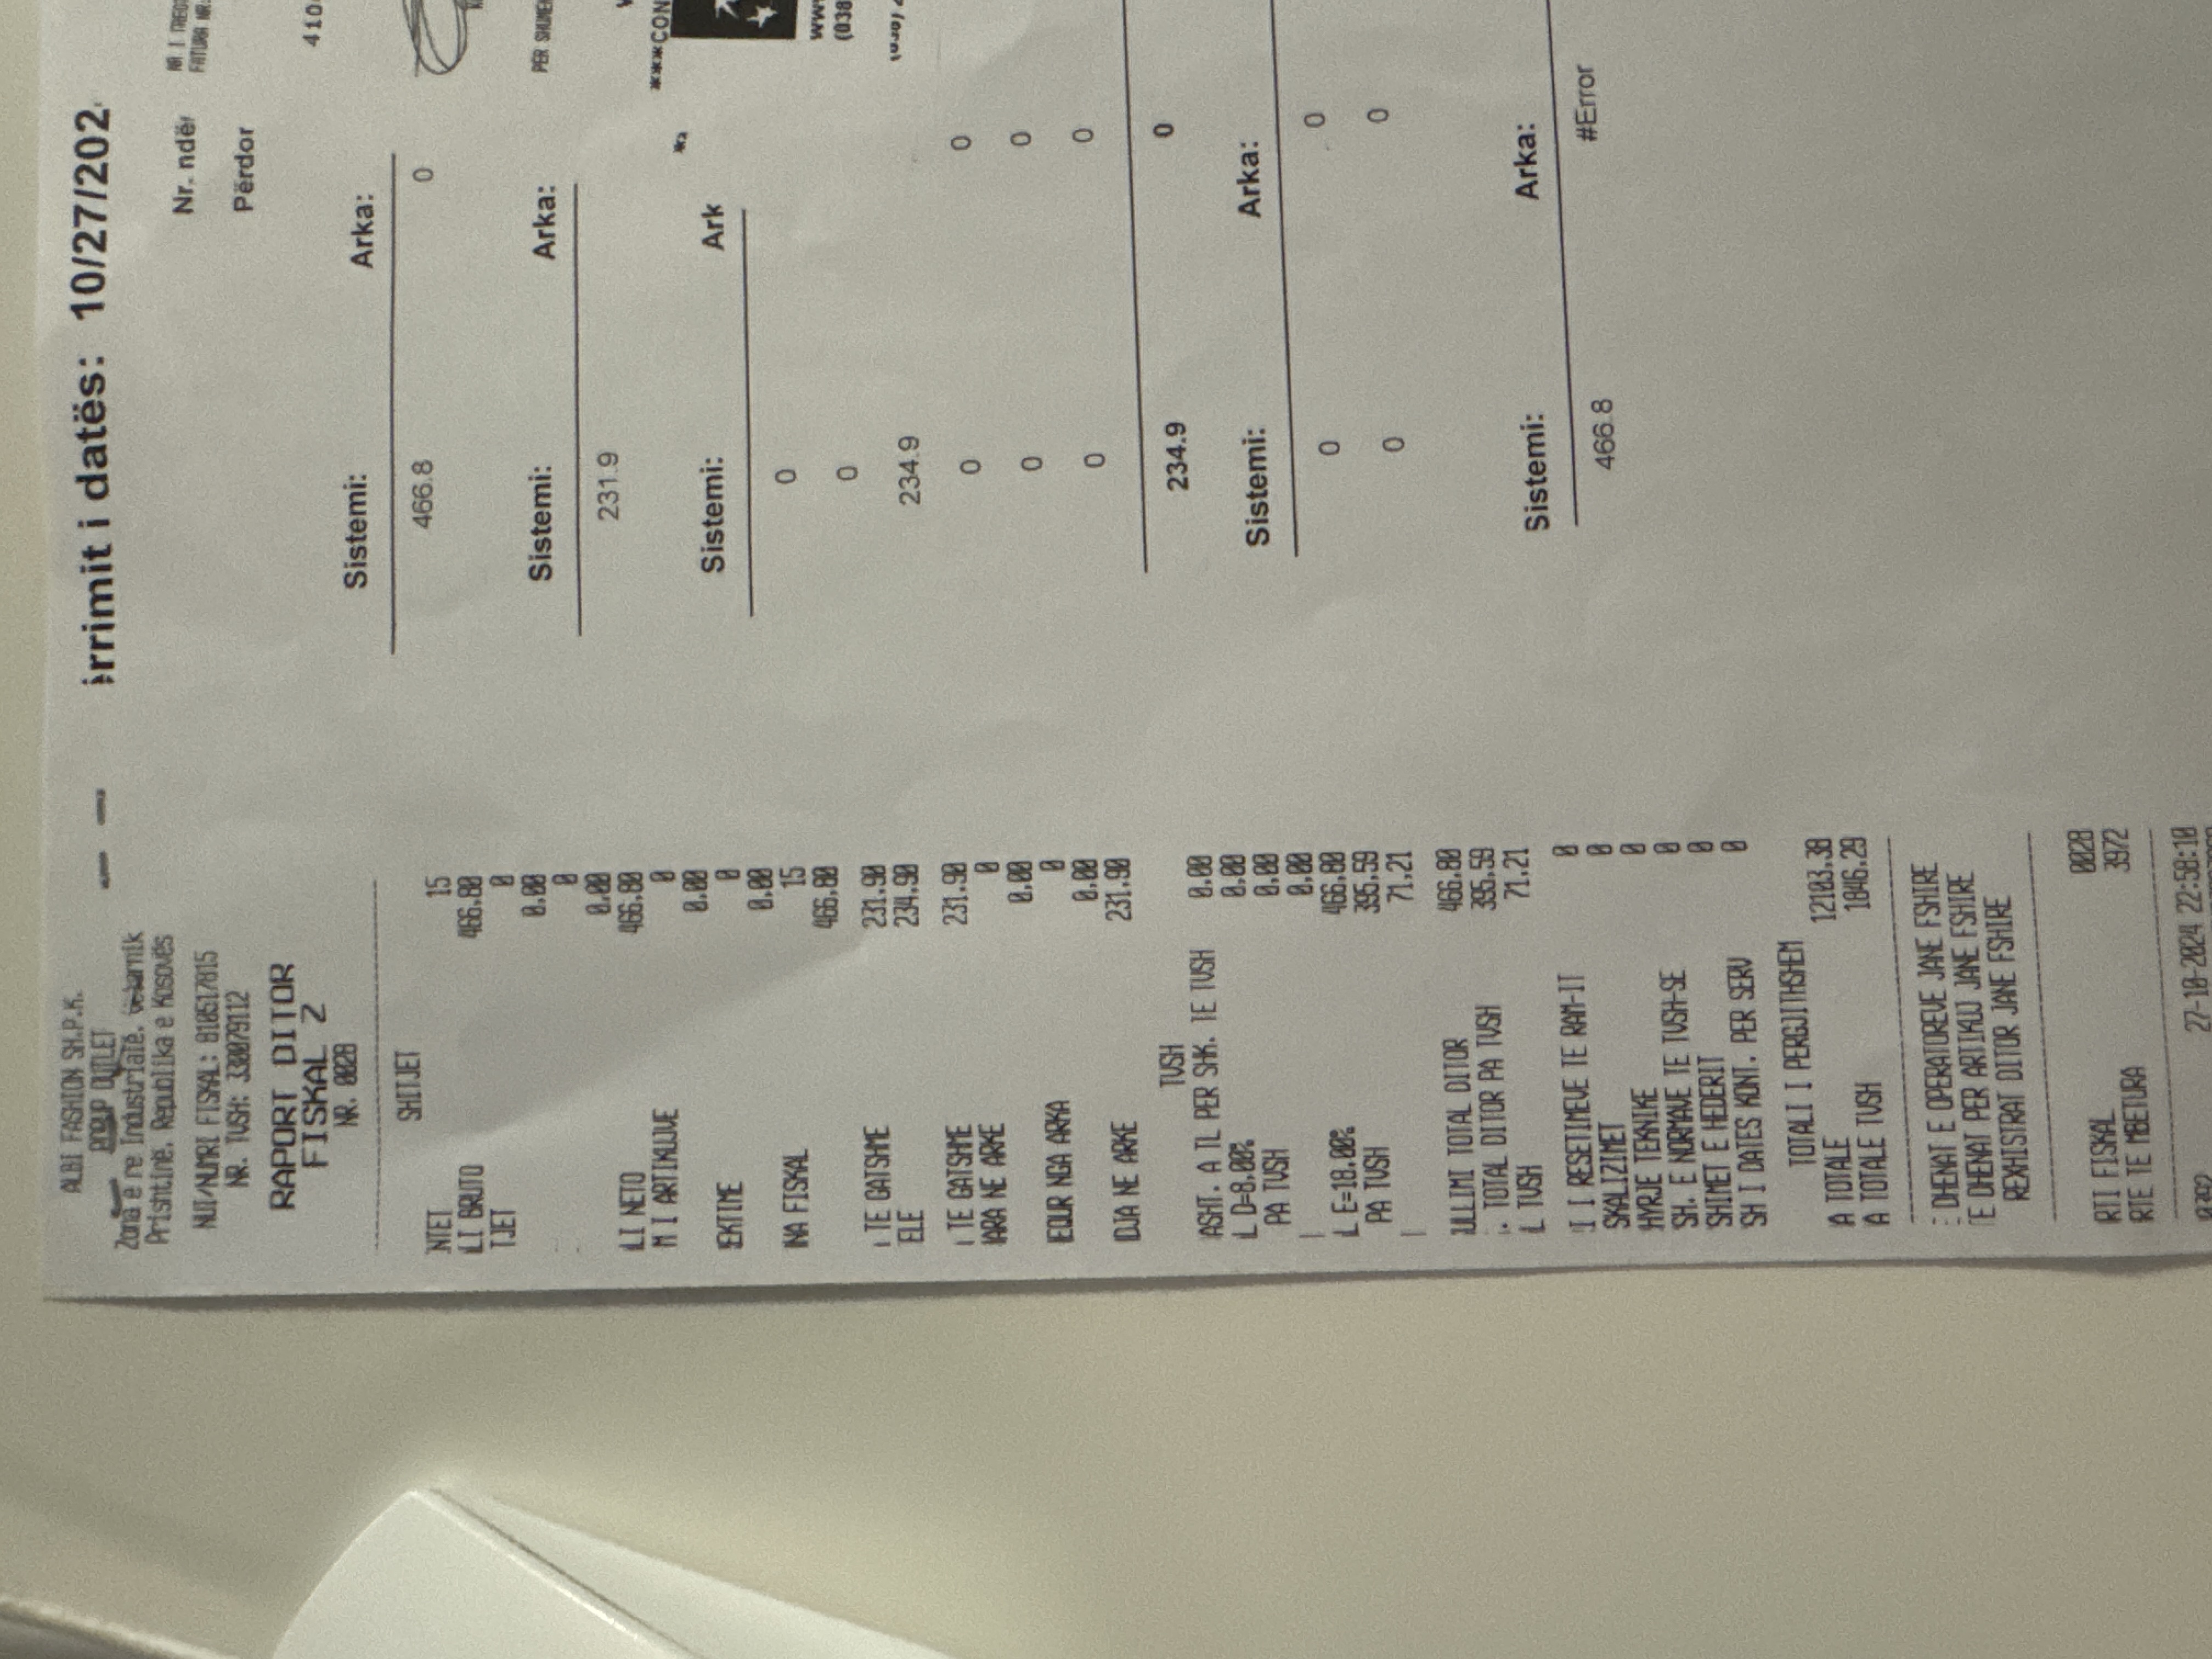 ALBI FASHION SH.P.K.
POPUP OUTLET
Zona e re Industriale, Veternik
Prishtinë, Republika e Kosovës
NUI/NUMRI FISKAL: 810517815
NR. TVSH: 330079112
RAPORT DITOR
FISKAL Z
NR. 0028
SHITJET
NTET 15
LI BRUTO 466.80
TJET 0
0.00
0
0.00
LI NETO 466.80
M I ARTIKUJVE 0
0.00
EKTIME 0
0.00
NA FISKAL 15
466.80
TE GATSHME 231.90
ELE 234.90
TE GATSHME 231.90
ARA NE ARKE 0
0.00
EQUR NGA ARKA 0
0.00
DJA NE ARKE 231.90
TVSH
ASHT. A TL PER SHK. TE TVSH 0.00
L D=8.00% 0.00
PA TVSH 0.00
0.00
L E=18.00% 466.80
PA TVSH 395.59
71.21
ULLIMI TOTAL DITOR 466.80
. TOTAL DITOR PA TVSH 395.59
L TVSH 71.21
I I RESETIMEVE TE RAM-IT 0
SKALIZIMET 0
HYRJE TEKNIKE 0
SH. E NORMAVE TE TVSH-SE 0
SHIMET E HEDERIT 0
SH I DATES KONT. PER SERV 0
TOTALI I PERGJITHSHEM
A TOTALE 12103.38
A TOTALE TVSH 1846.29
E DHENAT E OPERATOREVE JANE FSHIRE
TE DHENAT PER ARTIKUJ JANE FSHIRE
REXHISTRAT DITOR JANE FSHIRE
RTI FISKAL 0028
RTE TE MBETURA 3972
0392 27-10-2024 22:58:10
ërrimit i datës: 10/27/202
Nr. ndër
Përdor
Sistemi: Arka:
466.8 0
Sistemi: Arka:
231.9
Sistemi: Ark
0
0
234.9
0 0
0 0
0 0
234.9 0
Sistemi: Arka:
0 0
0 0
Sistemi: Arka:
466.8 #Error
NR. I TREG
FATURA NR:
410
PËR SHUMË
***CON
www
(038